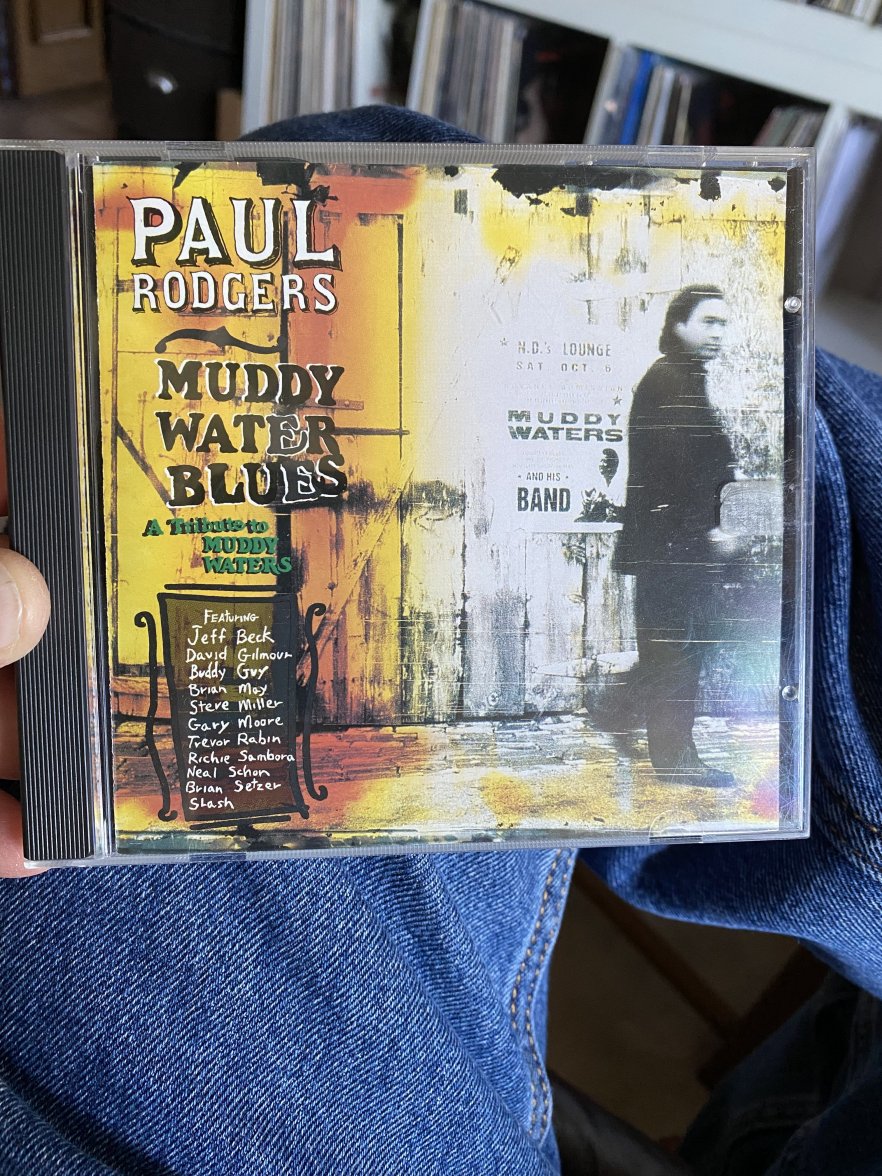 PAUL
RODGERS
MUDDY
WATER
BLUES
A Tribute to
MUDDY
WATERS
Featuring
Jeff Beck
David Gilmour
Buddy Guy
Brian May
Steve Miller
Gary Moore
Trevor Rabin
Richie Sambora
Neal Schon
Brian Setzer
Slash
N.D.'s LOUNGE
SAT OCT. 6
MUDDY
WATERS
- AND HIS -
BAND